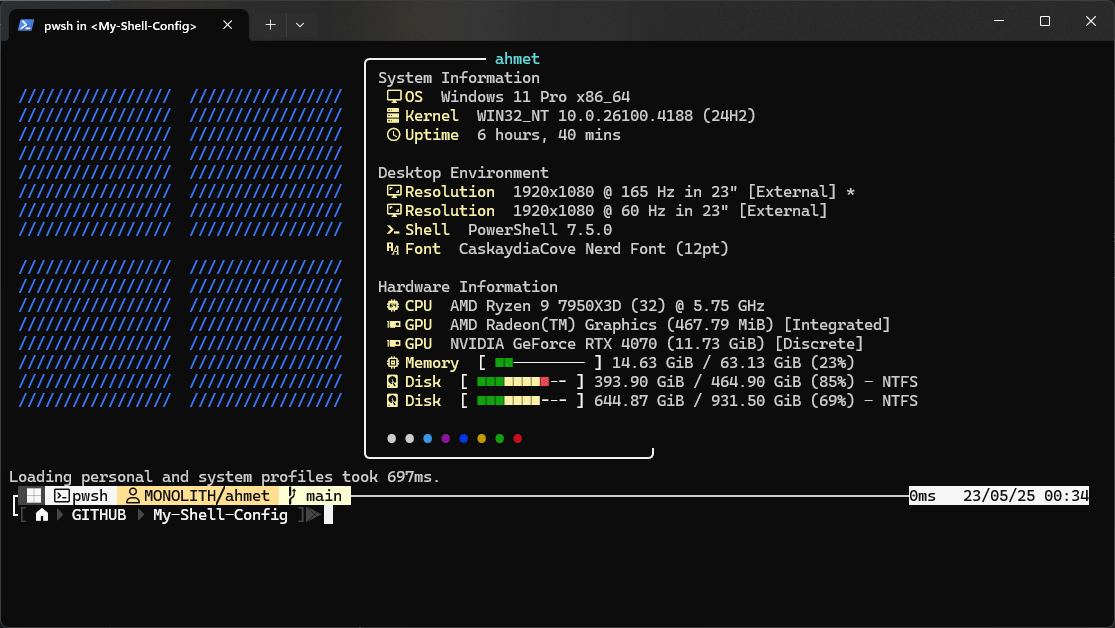 pwsh in <My-Shell-Config>
ahmet
System Information
OS Windows 11 Pro x86_64
Kernel WIN32_NT 10.0.26100.4188 (24H2)
Uptime 6 hours, 40 mins
Desktop Environment
Resolution 1920x1080 @ 165 Hz in 23" [External] *
Resolution 1920x1080 @ 60 Hz in 23" [External]
Shell PowerShell 7.5.0
Font CaskaydiaCove Nerd Font (12pt)
Hardware Information
CPU AMD Ryzen 9 7950X3D (32) @ 5.75 GHz
GPU AMD Radeon(TM) Graphics (467.79 MiB) [Integrated]
GPU NVIDIA GeForce RTX 4070 (11.73 GiB) [Discrete]
Memory [ ■■-------- ] 14.63 GiB / 63.13 GiB (23%)
Disk [ ■■■■■■■■-- ] 393.90 GiB / 464.90 GiB (85%) - NTFS
Disk [ ■■■■■■■--- ] 644.87 GiB / 931.50 GiB (69%) - NTFS
Loading personal and system profiles took 697ms.
pwsh MONOLITH/ahmet main 0ms 23/05/25 00:34
[ GITHUB My-Shell-Config ]